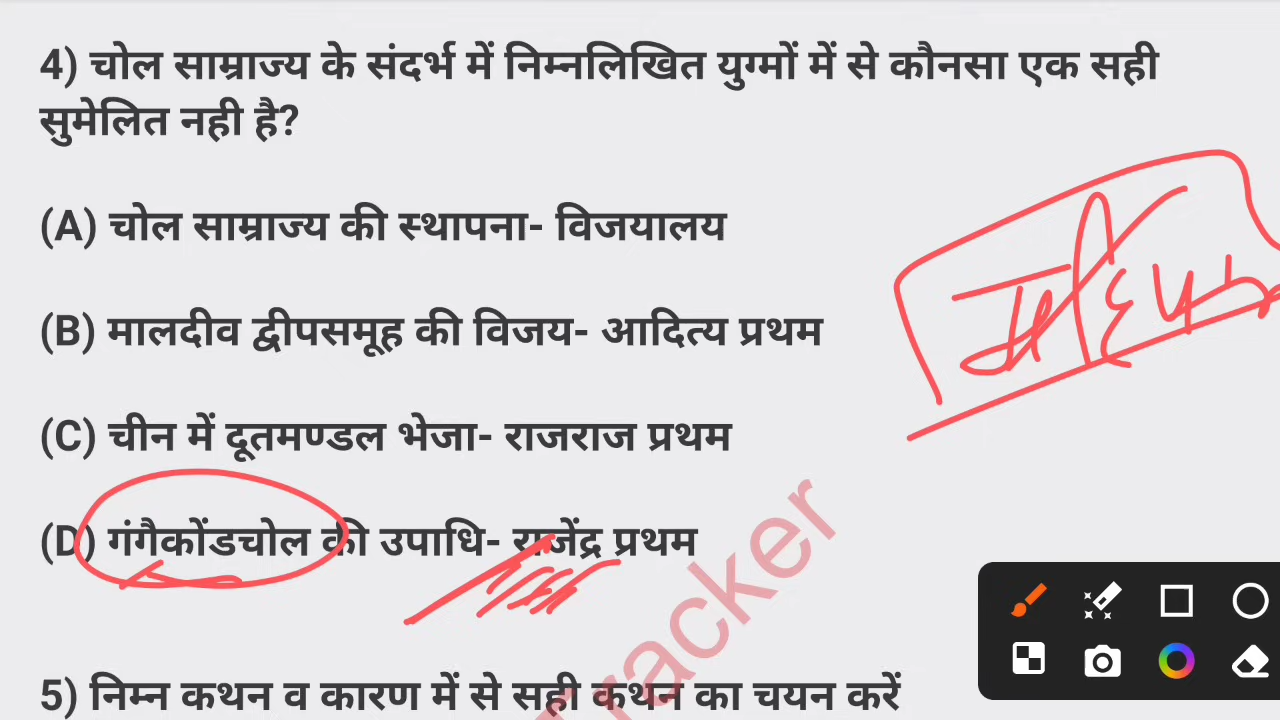 4) चोल साम्राज्य के संदर्भ में निम्नलिखित युग्मों में से कौनसा एक सही
सुमेलित नही है?
(A) चोल साम्राज्य की स्थापना- विजयालय
(B) मालदीव द्वीपसमूह की विजय- आदित्य प्रथम
(C) चीन में दूतमण्डल भेजा- राजराज प्रथम
(D) गंगैकोंडचोल की उपाधि- राजेंद्र प्रथम
5) निम्न कथन व कारण में से सही कथन का चयन करें